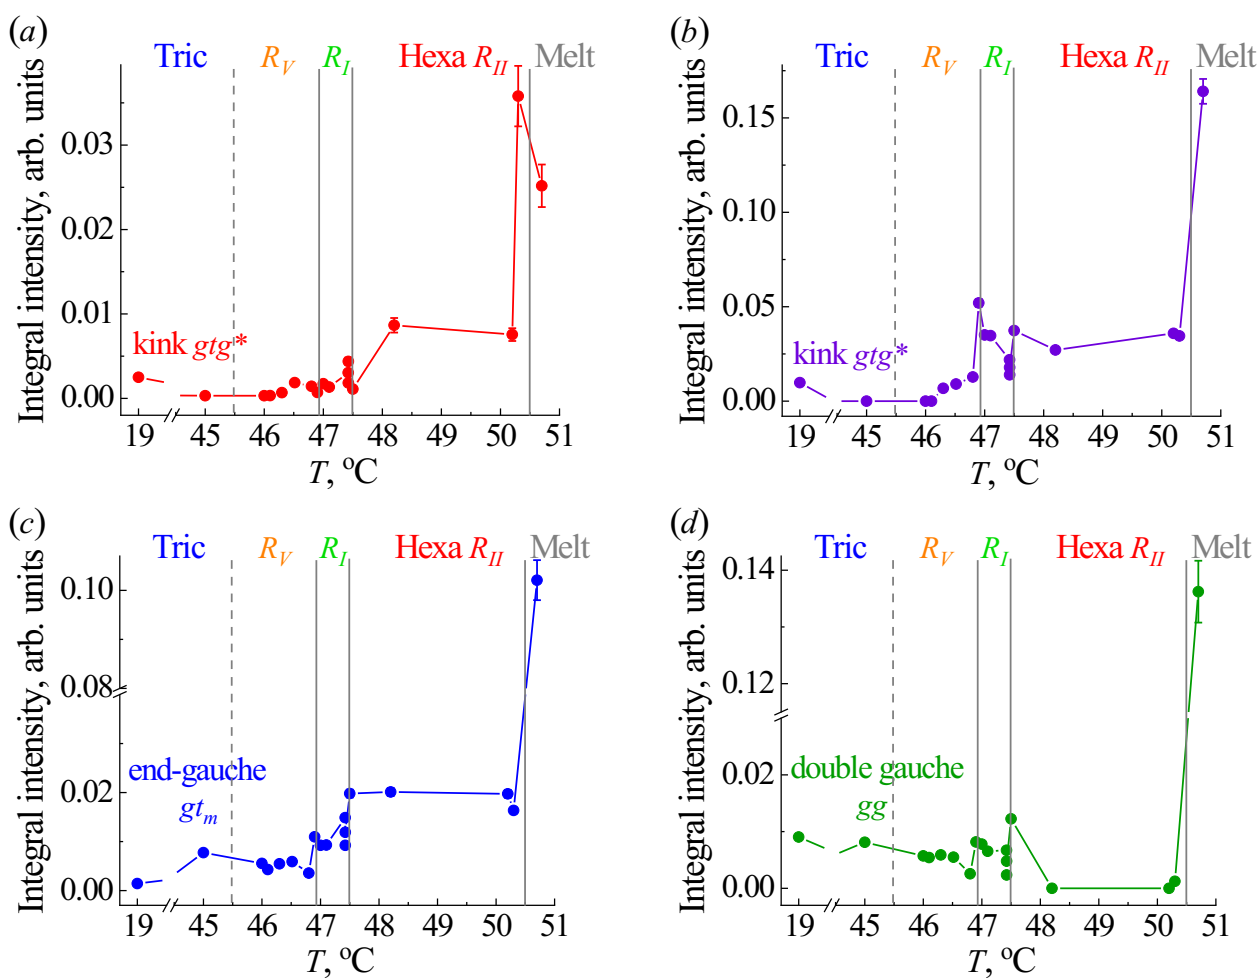 (a)
Tric R_V R_I Hexa R_II Melt
Integral intensity, arb. units
0.03
0.02
0.01
0.00
kink gtg*
19 45 46 47 48 49 50 51
T, ºC
(b)
Tric R_V R_I Hexa R_II Melt
Integral intensity, arb. units
0.15
0.10
0.05
0.00
kink gtg*
19 45 46 47 48 49 50 51
T, ºC
(c)
Tric R_V R_I Hexa R_II Melt
Integral intensity, arb. units
0.10
0.08
0.02
0.00
end-gauche
gt_m
19 45 46 47 48 49 50 51
T, ºC
(d)
Tric R_V R_I Hexa R_II Melt
Integral intensity, arb. units
0.14
0.12
0.02
0.00
double gauche
gg
19 45 46 47 48 49 50 51
T, ºC